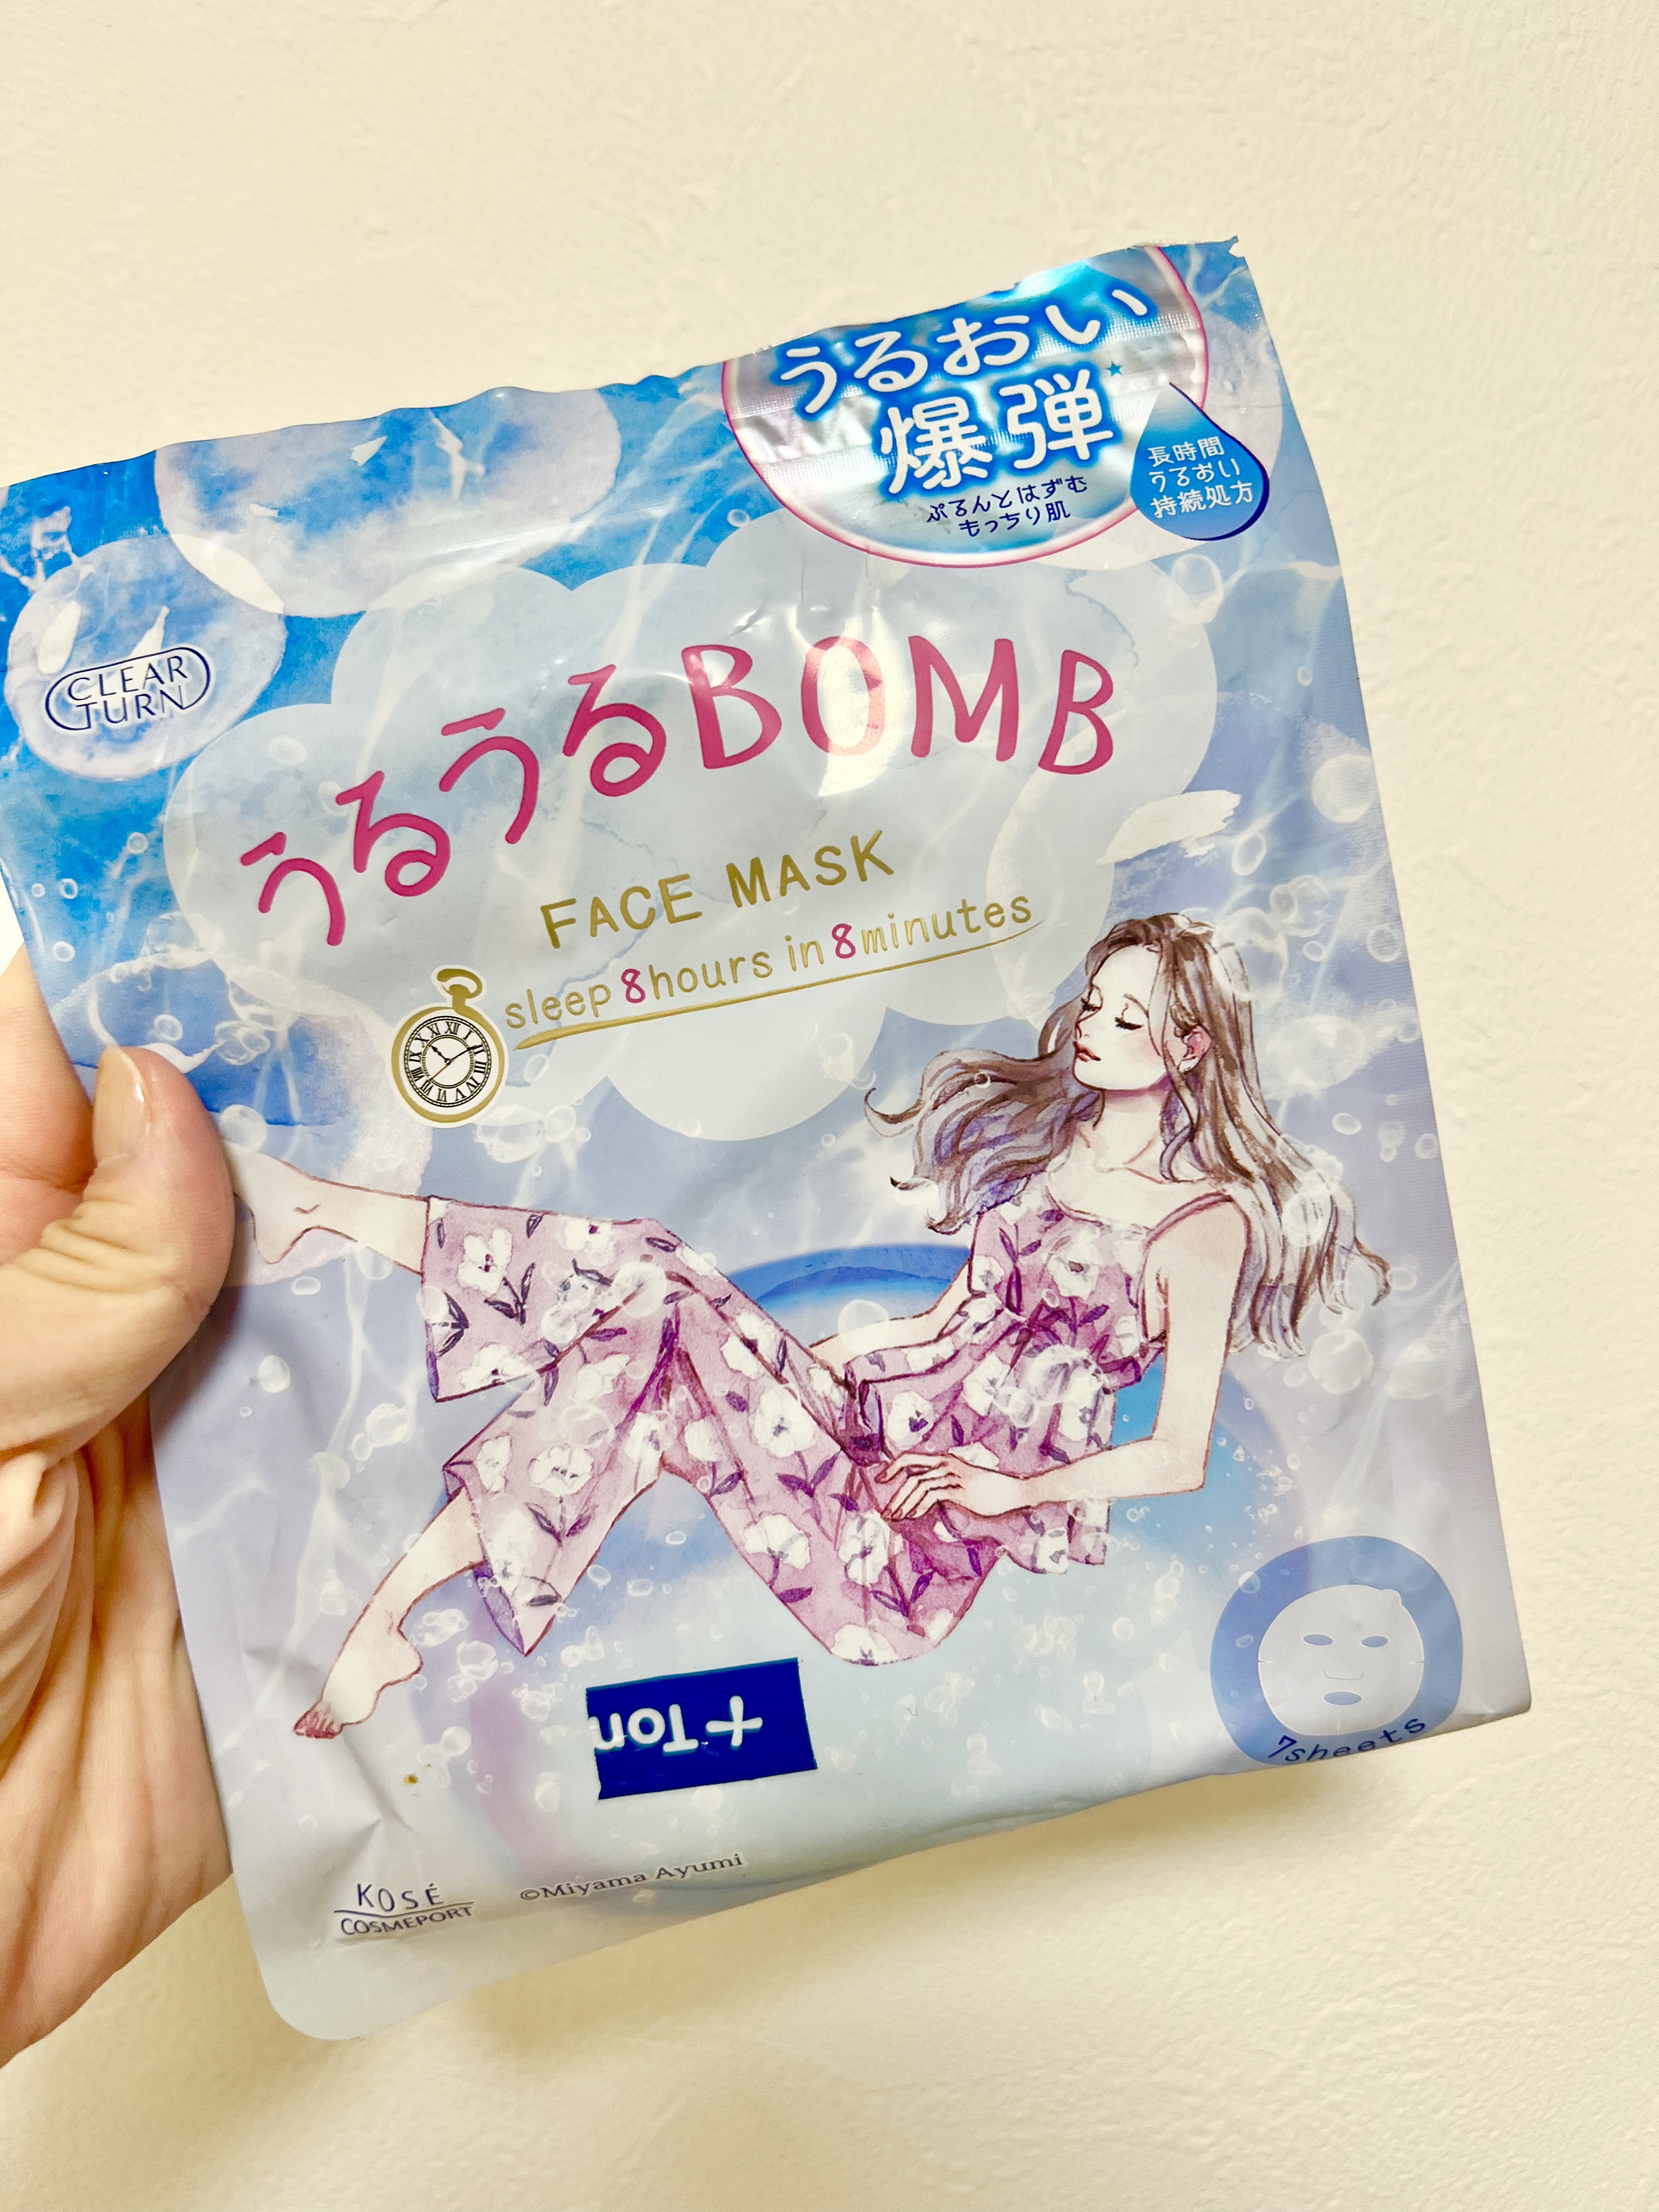 うるおい
爆弾
ぷるんとはずむ
もっちり肌
長時間
うるおい
持続処方
CLEAR
TURN
うるうるBOMB
FACE MASK
sleep 8hours in 8minutes
+Tom
7sheets
©Miyama Ayumi
KOSÉ
COSMEPORT